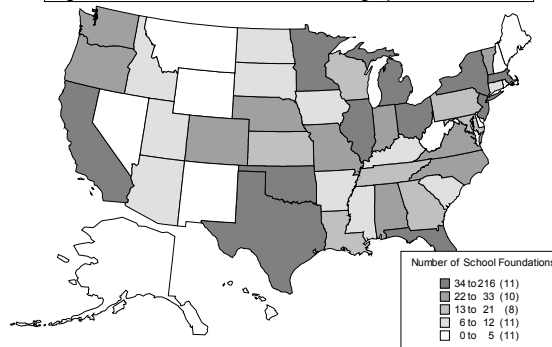 Number of School Foundations
34 to 216 (11)
22 to 33 (10)
13 to 21 (8)
6 to 12 (11)
0 to 5 (11)